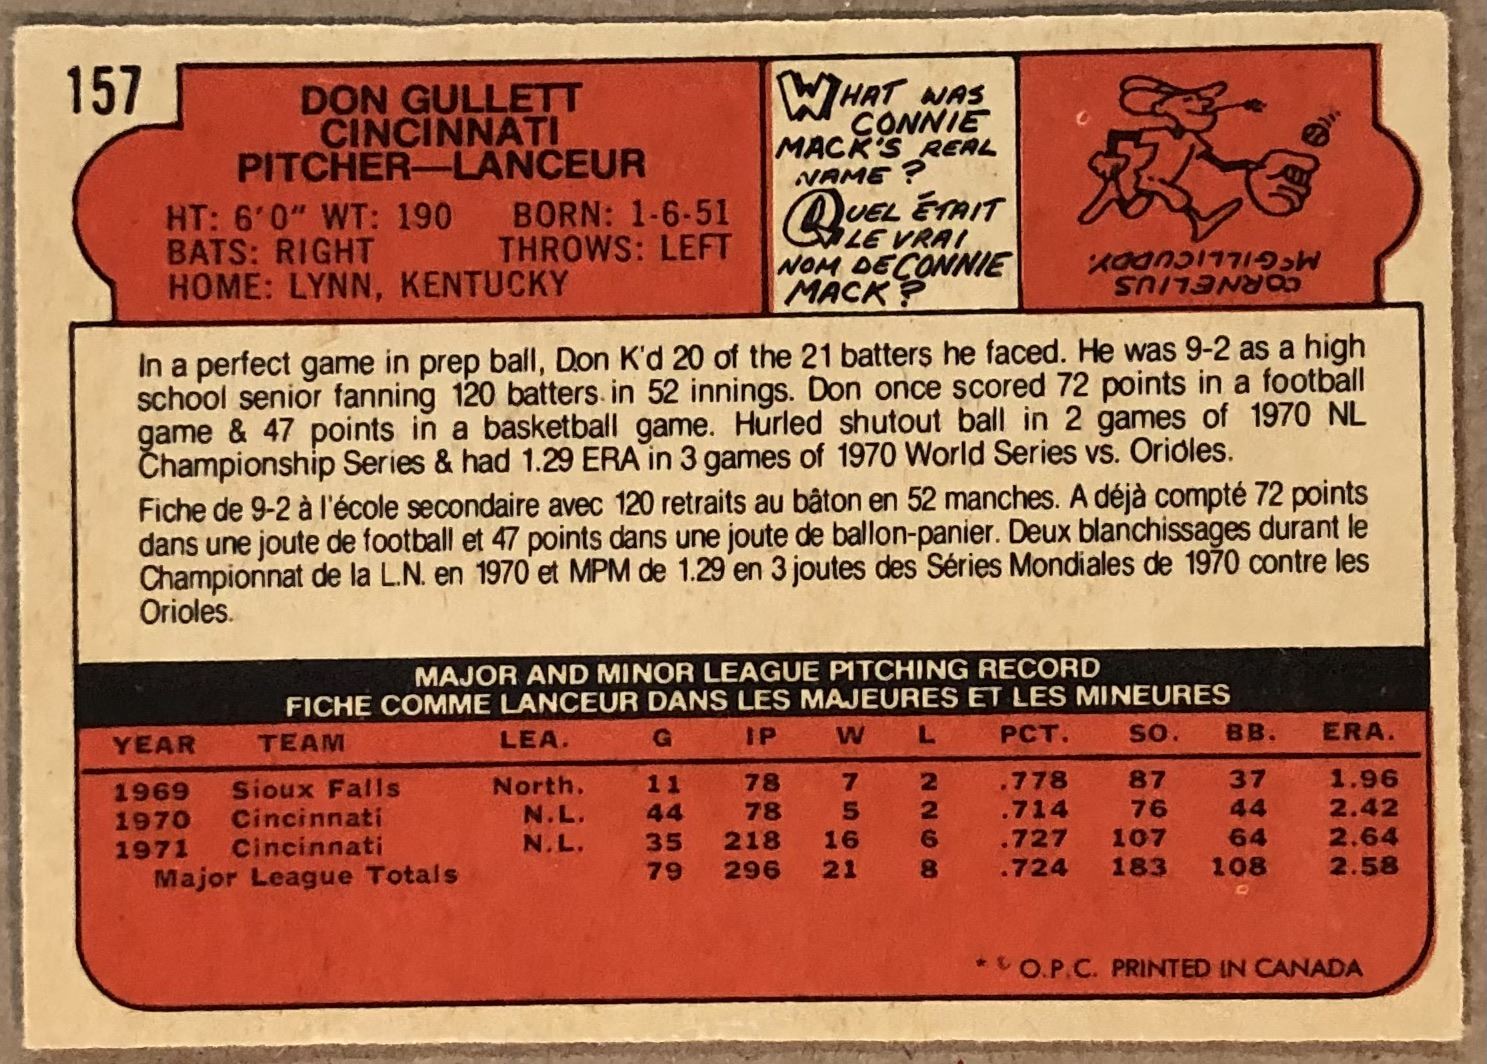 157
DON GULLETT
CINCINNATI
PITCHER—LANCEUR
HT: 6'0" WT: 190 BORN: 1-6-51
BATS: RIGHT THROWS: LEFT
HOME: LYNN, KENTUCKY
WHAT WAS
CONNIE
MACK'S REAL
NAME?
QUEL ÉTAIT
LE VRAI
NOM DE CONNIE
MACK?
CORNELIUS
McGILLICUDDY.
In a perfect game in prep ball, Don K'd 20 of the 21 batters he faced. He was 9-2 as a high
school senior fanning 120 batters in 52 innings. Don once scored 72 points in a football
game & 47 points in a basketball game. Hurled shutout ball in 2 games of 1970 NL
Championship Series & had 1.29 ERA in 3 games of 1970 World Series vs. Orioles.
Fiche de 9-2 à l'école secondaire avec 120 retraits au bâton en 52 manches. A déjà compté 72 points
dans une joute de football et 47 points dans une joute de ballon-panier. Deux blanchissages durant le
Championnat de la L.N. en 1970 et MPM de 1.29 en 3 joutes des Séries Mondiales de 1970 contre les
Orioles.
MAJOR AND MINOR LEAGUE PITCHING RECORD
FICHE COMME LANCEUR DANS LES MAJEURES ET LES MINEURES
YEAR TEAM LEA. G IP W L PCT. SO. BB. ERA.
1969 Sioux Falls North. 11 78 7 2 .778 87 37 1.96
1970 Cincinnati N.L. 44 78 5 2 .714 76 44 2.42
1971 Cincinnati N.L. 35 218 16 6 .727 107 64 2.64
Major League Totals 79 296 21 8 .724 183 108 2.58
* © O.P.C. PRINTED IN CANADA